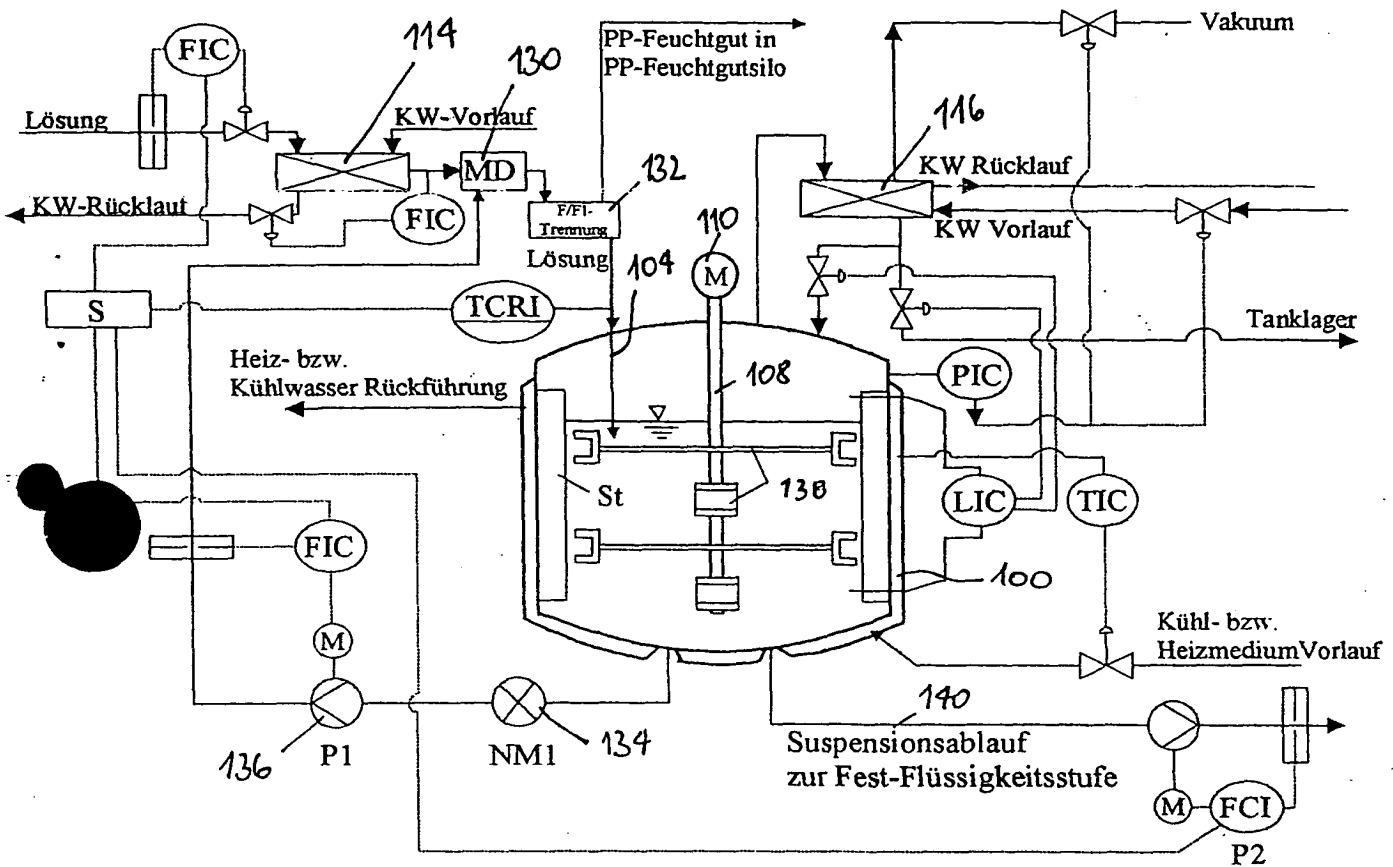 FIC
114
130
PP-Feuchtgut in
PP-Feuchtgutsilo
Vakuum
Lösung
KW-Vorlauf
MD
132
116
KW Rücklauf
KW-Rücklauf
FIC
F/Fl-
Trennung
110
KW Vorlauf
Lösung
104
M
S
TCRI
Tanklager
Heiz- bzw.
Kühlwasser Rückführung
108
PIC
St
138
LIC
TIC
FIC
100
M
Kühl- bzw.
HeizmediumVorlauf
140
136
P1
NM1
134
Suspensionsablauf
zur Fest-Flüssigkeitsstufe
M
FCI
P2